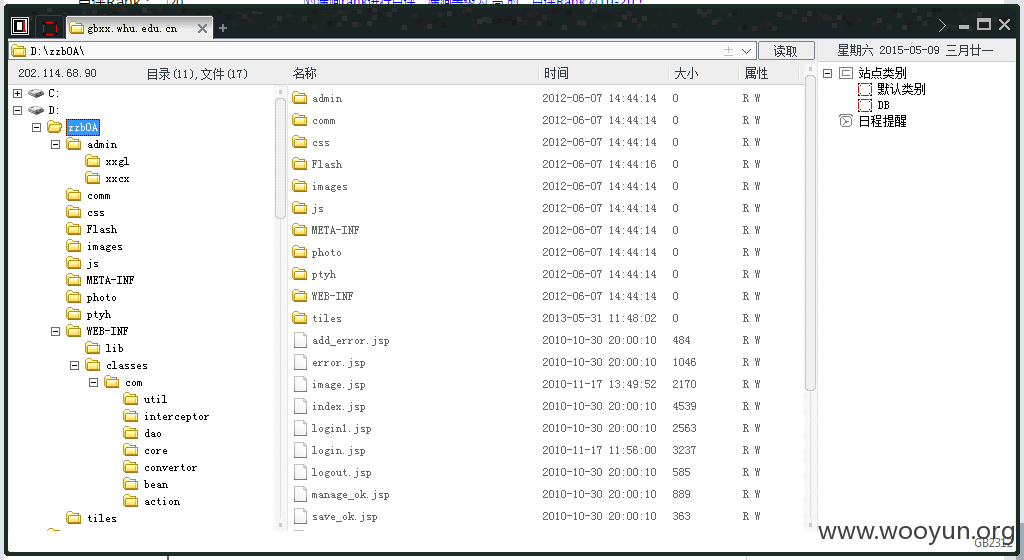 gbxx.whu.edu.cn
D:\zzbOA\ 读取 星期六 2015-05-09 三月廿一
202.114.68.90 目录(11),文件(17) 名称 时间 大小 属性
C:
D:
zzbOA
admin
xxgl
xxcx
comm
css
Flash
images
js
META-INF
photo
ptyh
WEB-INF
lib
classes
com
util
interceptor
dao
core
convertor
bean
action
tiles
admin 2012-06-07 14:44:14 0 R W
comm 2012-06-07 14:44:14 0 R W
css 2012-06-07 14:44:14 0 R W
Flash 2012-06-07 14:44:16 0 R W
images 2012-06-07 14:44:14 0 R W
js 2012-06-07 14:44:14 0 R W
META-INF 2012-06-07 14:44:14 0 R W
photo 2012-06-07 14:44:14 0 R W
ptyh 2012-06-07 14:44:14 0 R W
WEB-INF 2012-06-07 14:44:14 0 R W
tiles 2013-05-31 11:48:02 0 R W
add_error.jsp 2010-10-30 20:00:10 484 R W
error.jsp 2010-10-30 20:00:10 1046 R W
image.jsp 2010-11-17 13:49:52 2170 R W
index.jsp 2010-10-30 20:00:10 4539 R W
login1.jsp 2010-10-30 20:00:10 2563 R W
login.jsp 2010-11-17 11:56:00 3237 R W
logout.jsp 2010-10-30 20:00:10 585 R W
manage_ok.jsp 2010-10-30 20:00:10 889 R W
save_ok.jsp 2010-10-30 20:00:10 363 R W
站点类别
默认类别
DB
日程提醒
www.wooyun.org
GB2312